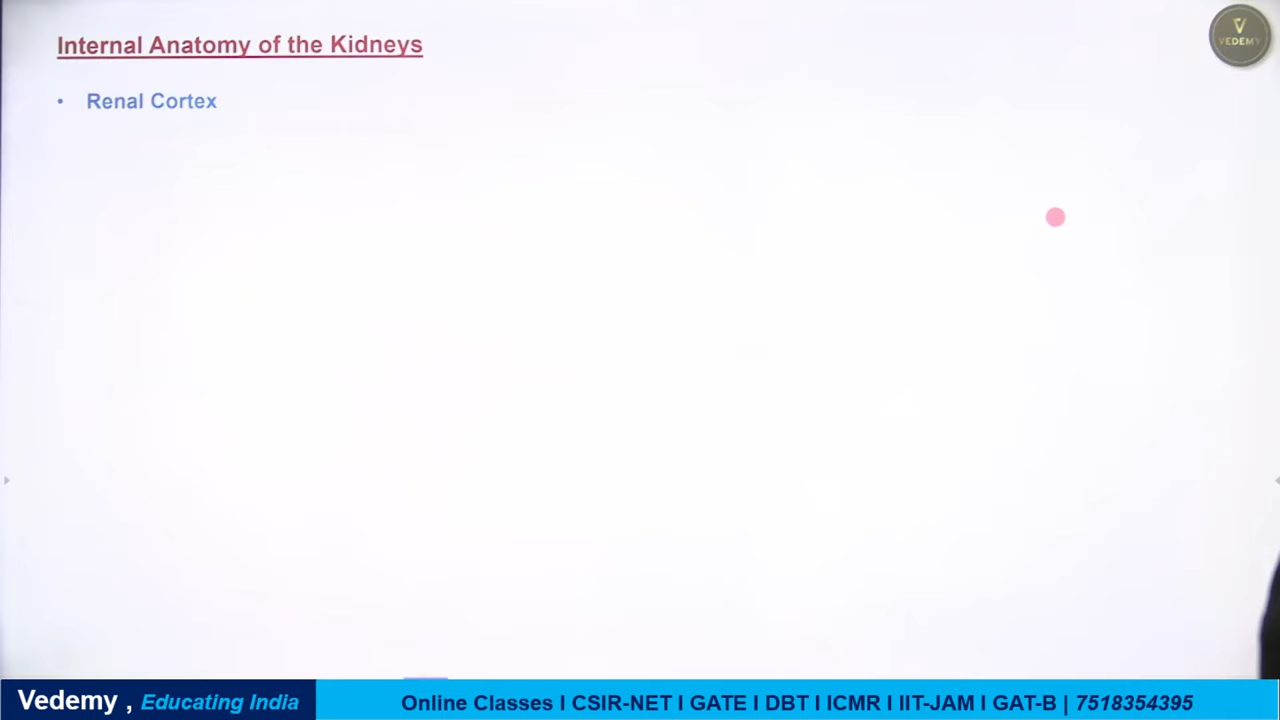 Internal Anatomy of the Kidneys
V
VEDEMY
• Renal Cortex
Vedemy , Educating India
Online Classes I CSIR-NET I GATE I DBT I ICMR I IIT-JAM I GAT-B | 7518354395